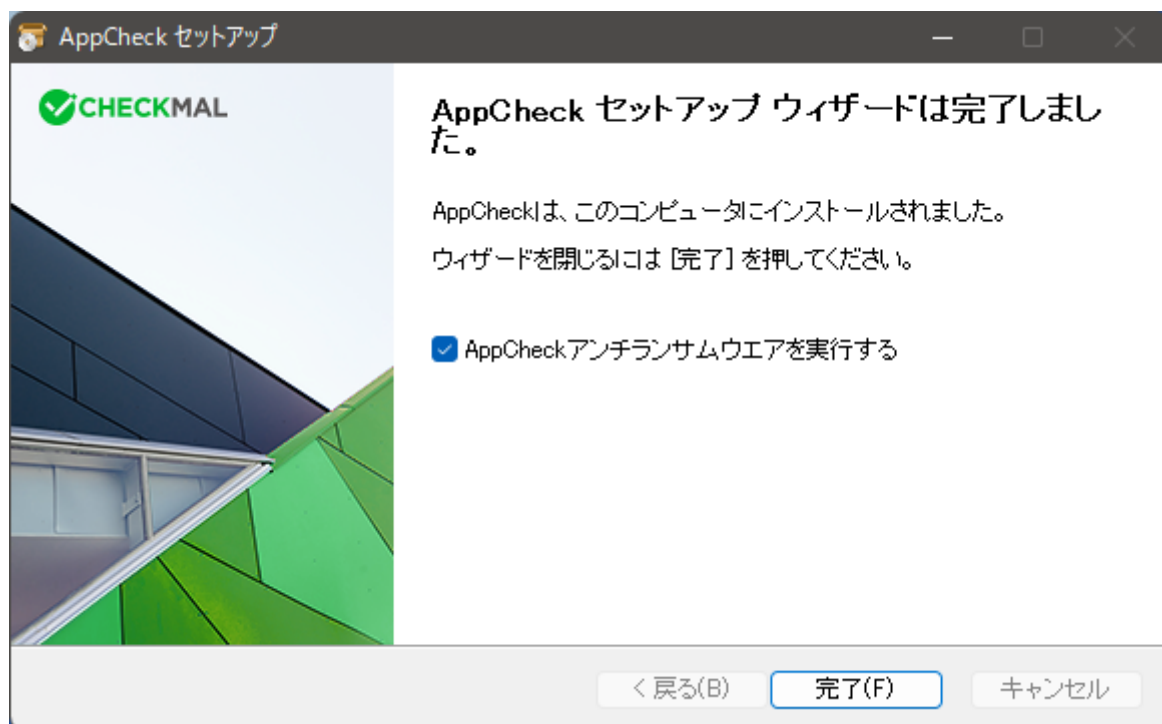 AppCheck セットアップ
CHECKMAL
AppCheck セットアップ ウィザードは完了しまし
た。
AppCheckは、このコンピュータにインストールされました。
ウィザードを閉じるには [完了] を押してください。
AppCheckアンチランサムウエアを実行する
< 戻る(B)
完了(F)
キャンセル